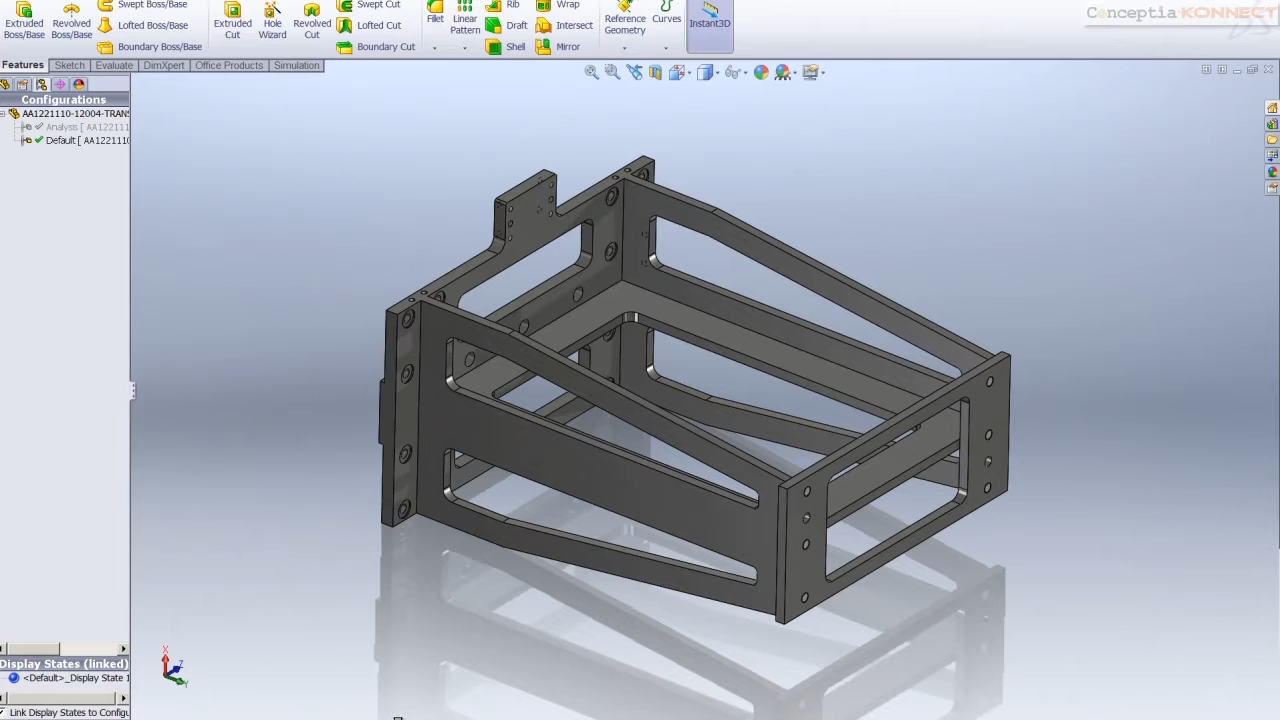 Conceptia KONNECT
Extruded Boss/Base
Revolved Boss/Base
Swept Boss/Base
Lofted Boss/Base
Boundary Boss/Base
Extruded Cut
Hole Wizard
Revolved Cut
Swept Cut
Lofted Cut
Boundary Cut
Fillet
Linear Pattern
Rib
Draft
Shell
Wrap
Intersect
Mirror
Reference Geometry
Curves
Instant3D
Features
Sketch
Evaluate
DimXpert
Office Products
Simulation
Configurations
AA1221110-12004-TRAN
Analysis [ AA12211
Default [ AA1221110
X
Z
Y
Display States (linked)
<Default>_Display State 1
Link Display States to Configu